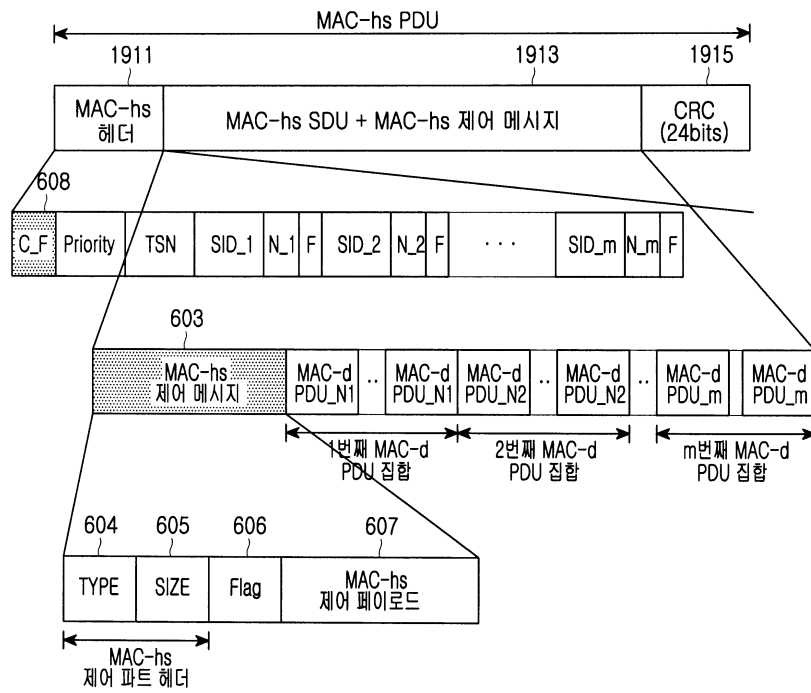 MAC-hs PDU
1911
1913
1915
MAC-hs
헤더
MAC-hs SDU + MAC-hs 제어 메시지
CRC
(24bits)
608
C_F
Priority
TSN
SID_1
N_1
F
SID_2
N_2
F
· · ·
SID_m
N_m
F
603
MAC-hs
제어 메시지
MAC-d
PDU_N1
··
MAC-d
PDU_N1
MAC-d
PDU_N2
··
MAC-d
PDU_N2
··
MAC-d
PDU_m
MAC-d
PDU_m
1번째 MAC-d
PDU 집합
2번째 MAC-d
PDU 집합
m번째 MAC-d
PDU 집합
604
605
606
607
TYPE
SIZE
Flag
MAC-hs
제어 페이로드
MAC-hs
제어 파트 헤더